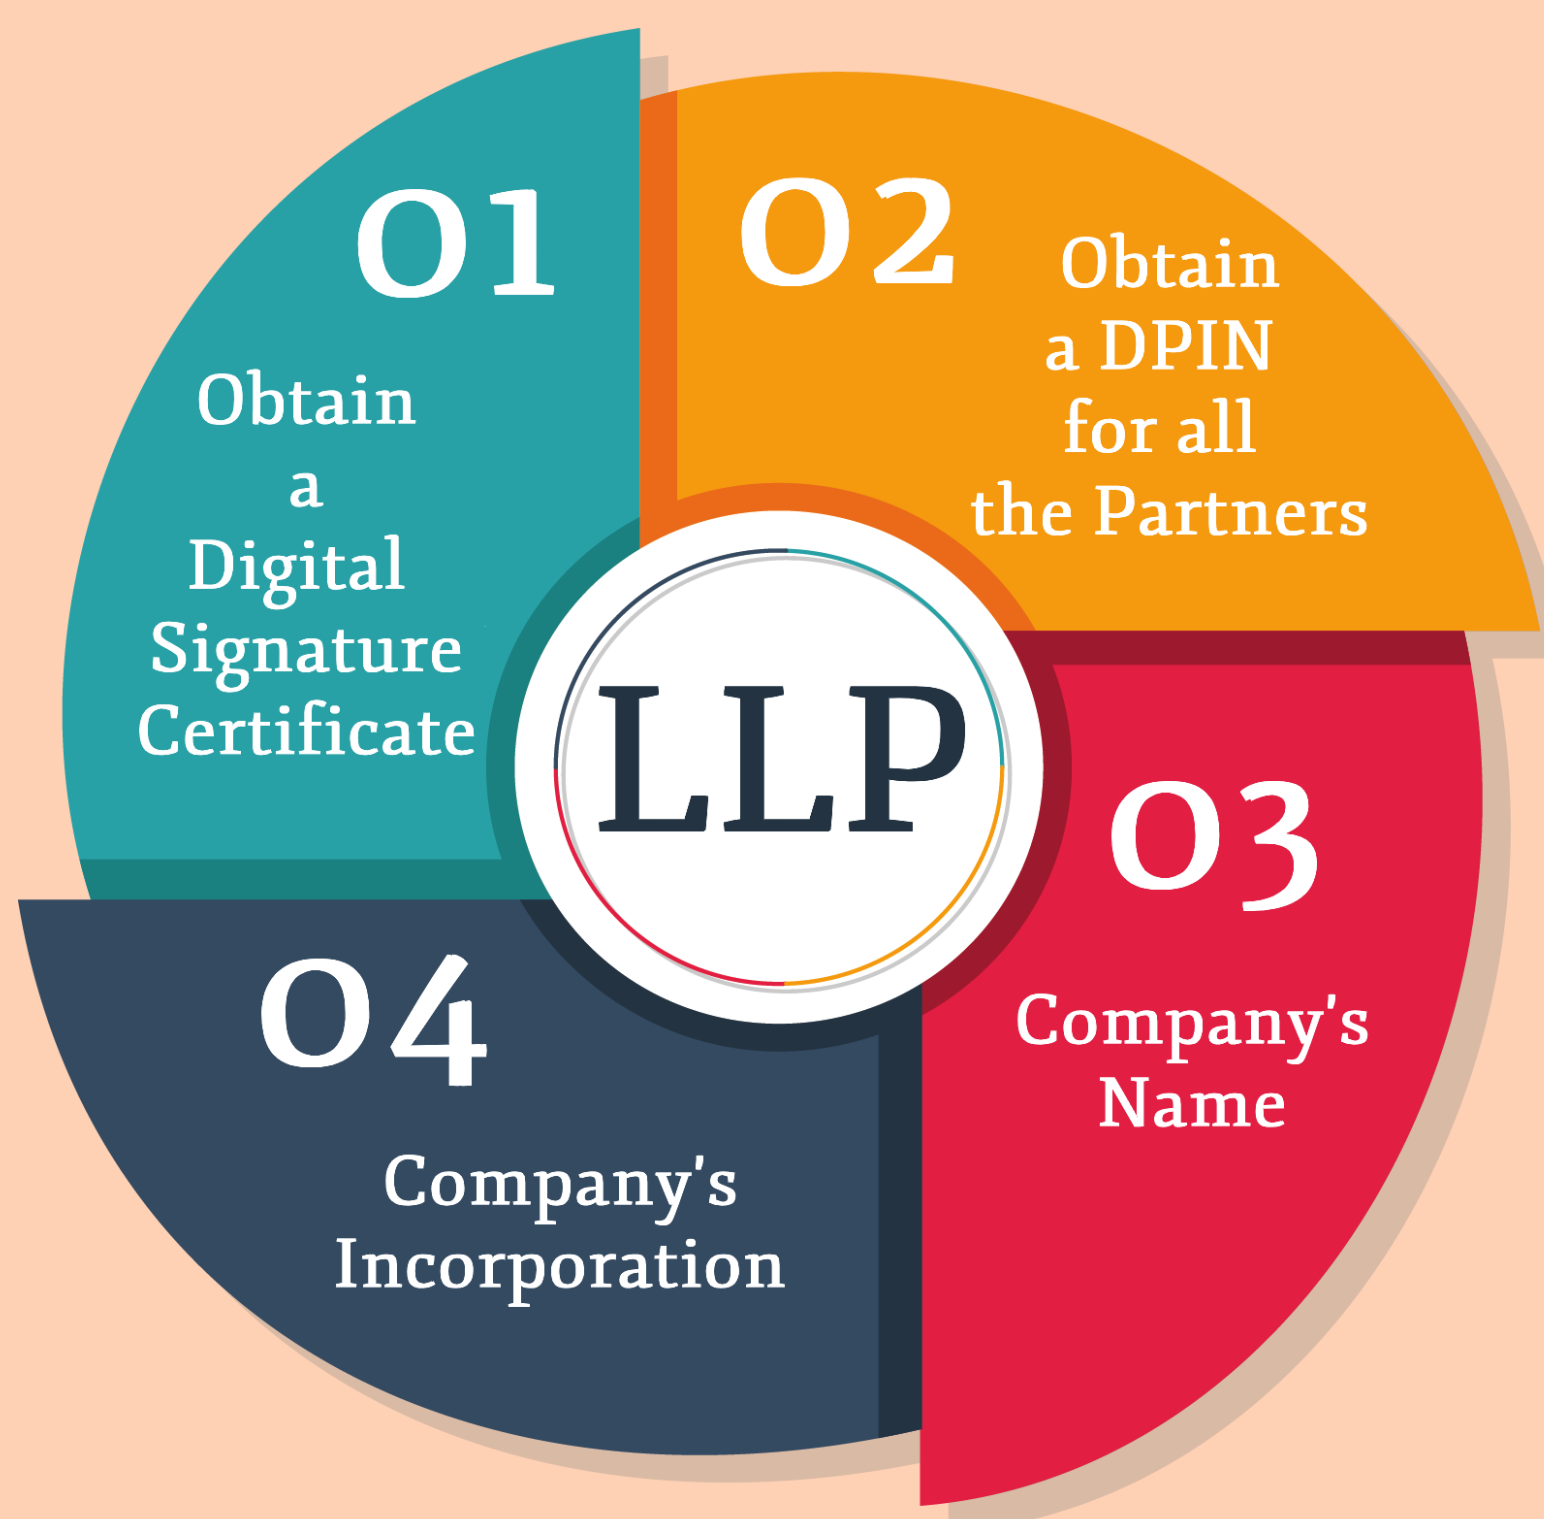 01
Obtain
a
Digital
Signature
Certificate
02
Obtain
a DPIN
for all
the Partners
LLP
03
Company's
Name
04
Company's
Incorporation